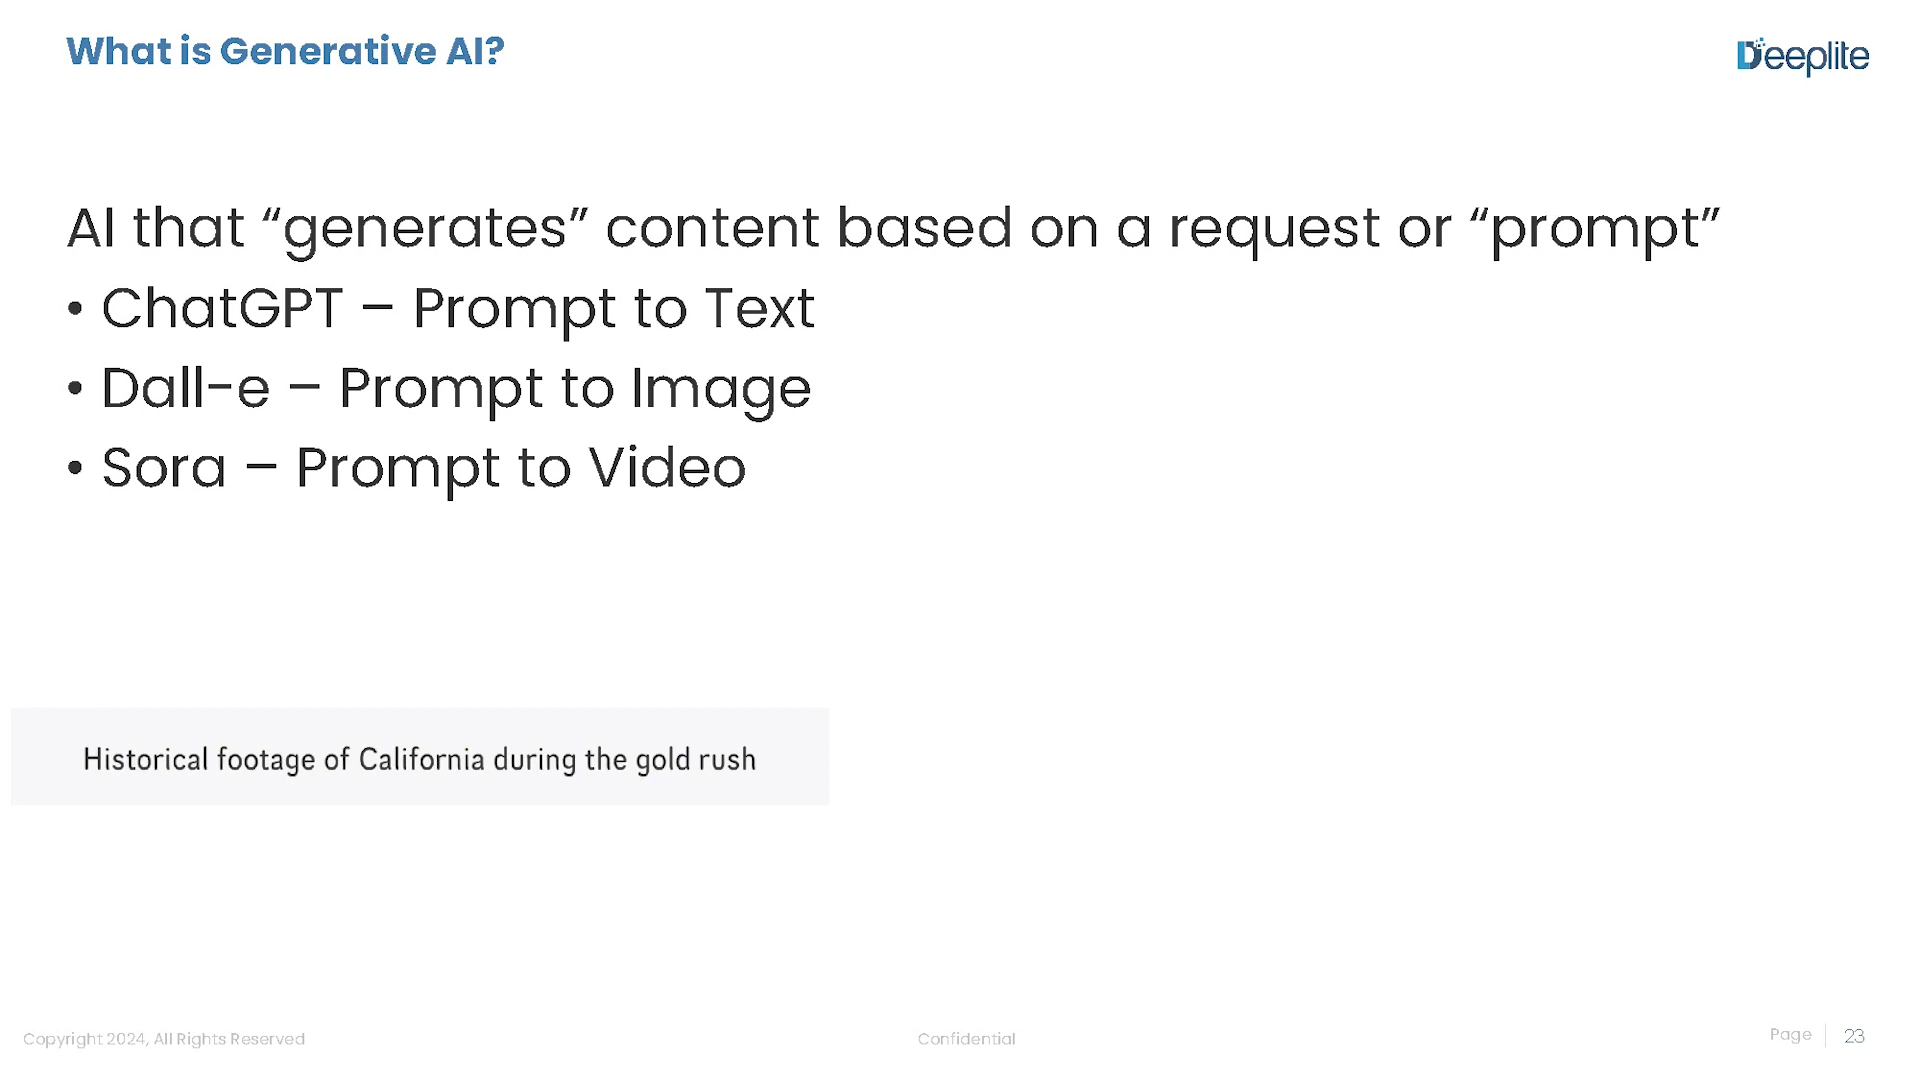 What is Generative AI?
Deeplite
AI that “generates” content based on a request or “prompt”
• ChatGPT – Prompt to Text
• Dall-e – Prompt to Image
• Sora – Prompt to Video
Historical footage of California during the gold rush
Copyright 2024, All Rights Reserved
Confidential
Page 23